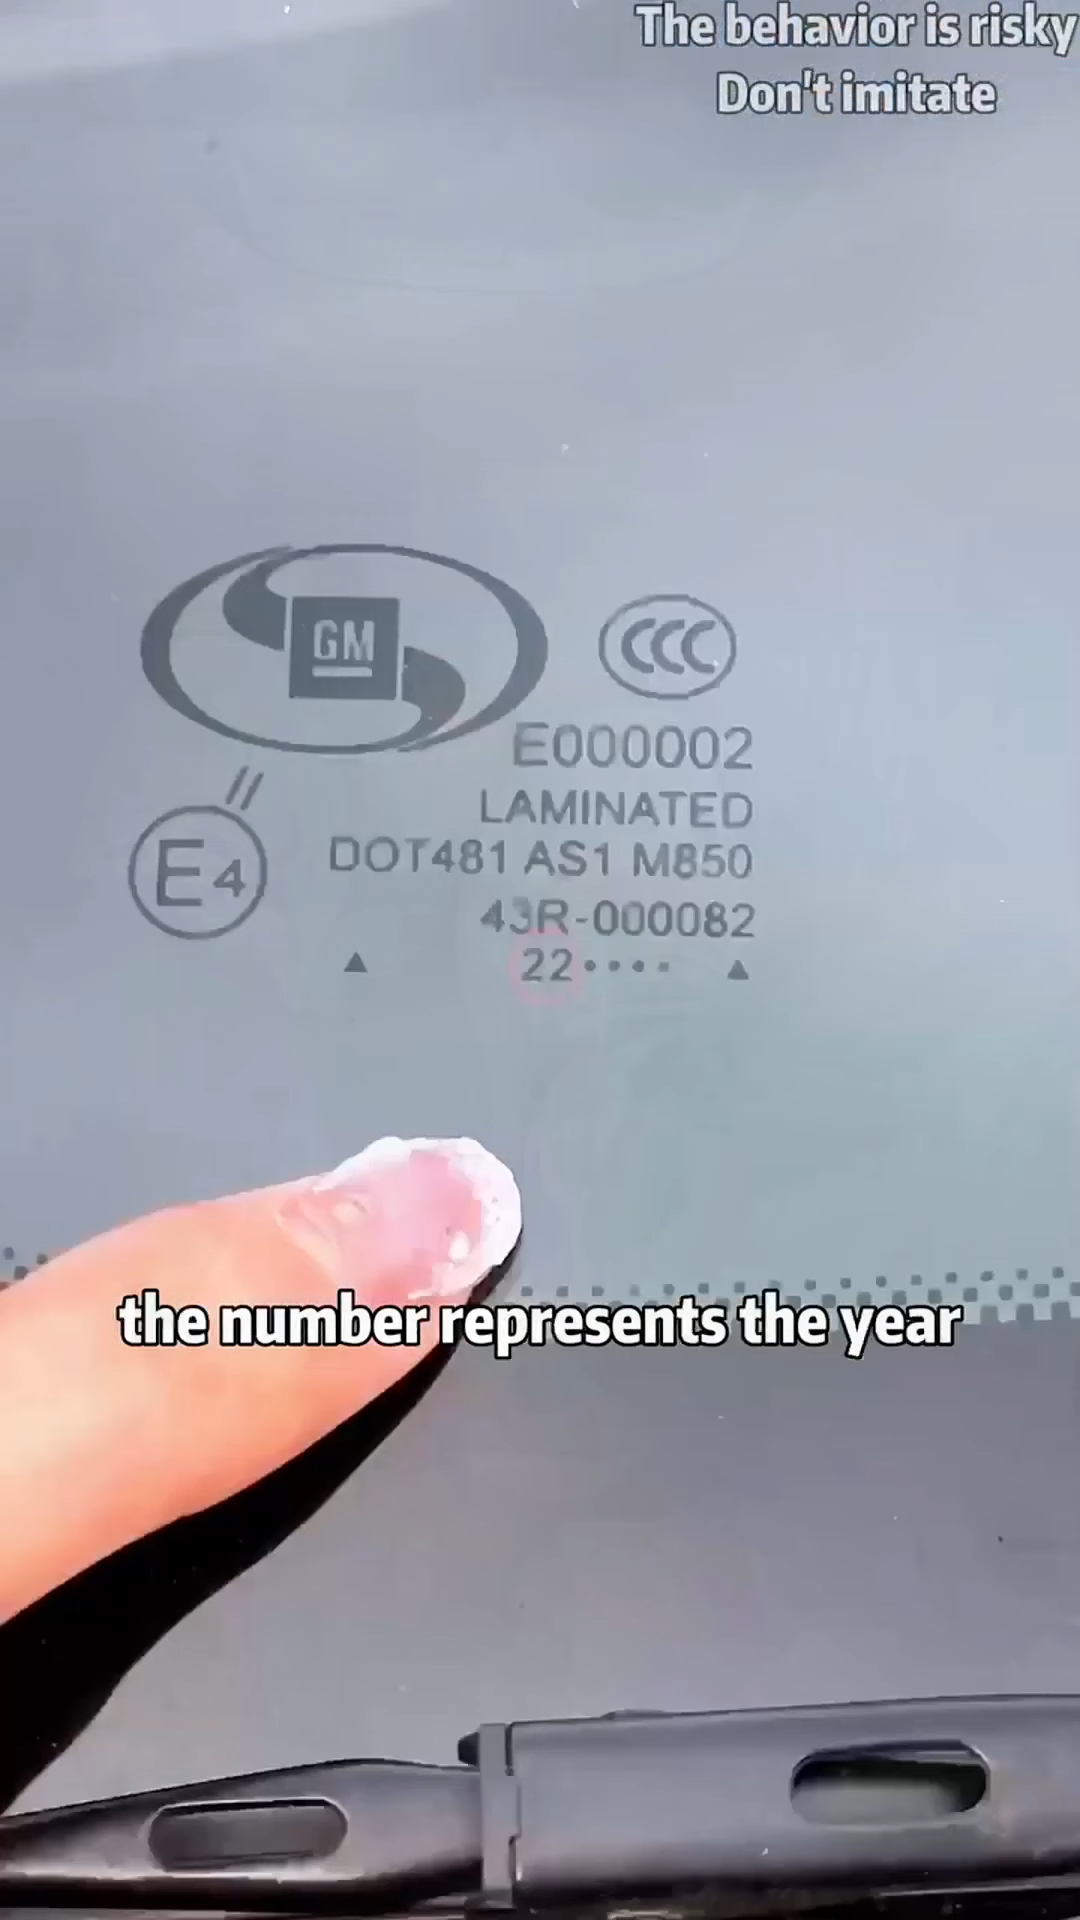 The behavior is risky
Don't imitate
GM
CCC
E000002
LAMINATED
E4
DOT481 AS1 M850
43R-000082
22••••
the number represents the year